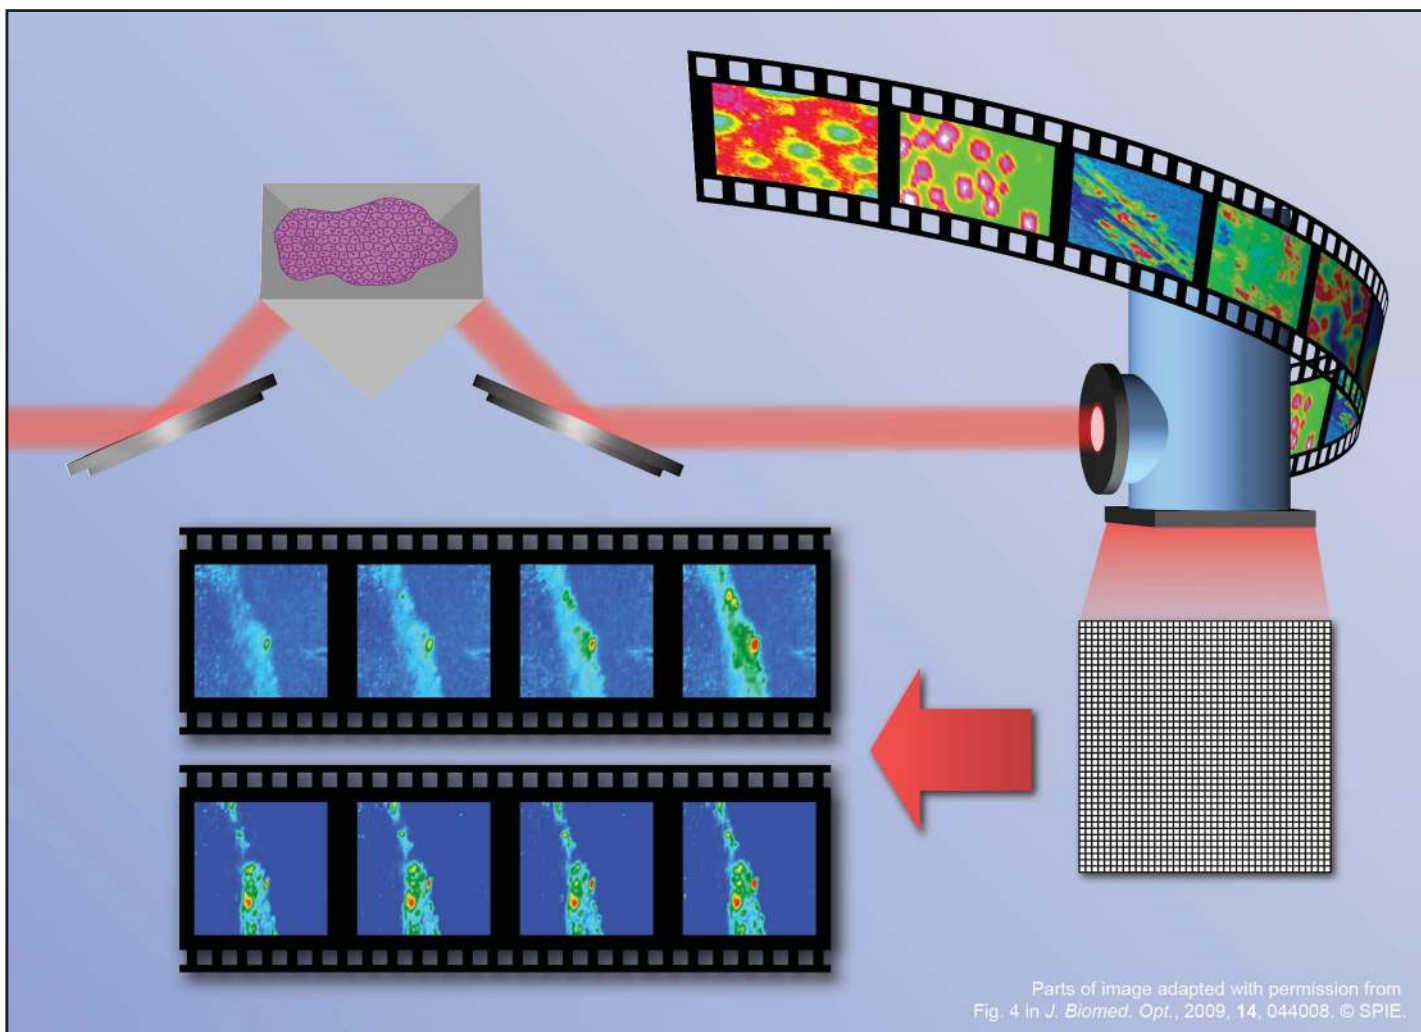 Parts of image adapted with permission from
Fig. 4 in J. Biomed. Opt., 2009, 14, 044008. © SPIE.